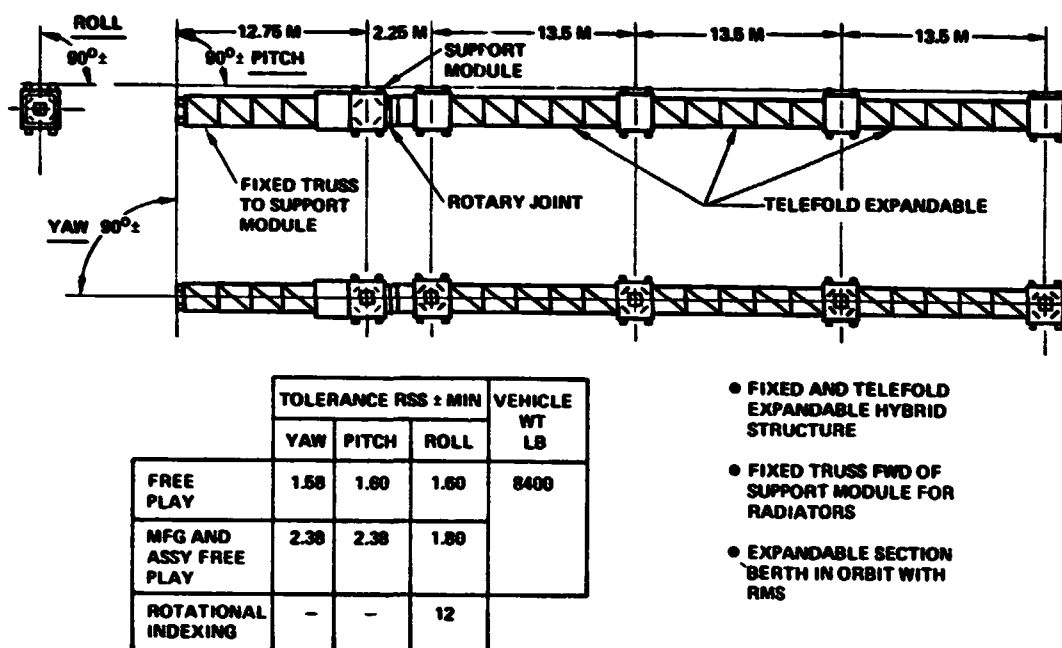 ROLL
90°±
12.75 M
2.25 M
13.5 M
13.5 M
13.5 M
90°± PITCH
SUPPORT
MODULE
FIXED TRUSS
TO SUPPORT
MODULE
ROTARY JOINT
TELEFOLD EXPANDABLE
YAW 90°±
TOLERANCE RSS ± MIN
VEHICLE
WT
LB
YAW PITCH ROLL
FREE
PLAY
1.58 1.60 1.60 8400
MFG AND
ASSY FREE
PLAY
2.38 2.38 1.80
ROTATIONAL
INDEXING
– – 12
● FIXED AND TELEFOLD
EXPANDABLE HYBRID
STRUCTURE
● FIXED TRUSS FWD OF
SUPPORT MODULE FOR
RADIATORS
● EXPANDABLE SECTION
BERTH IN ORBIT WITH
RMS